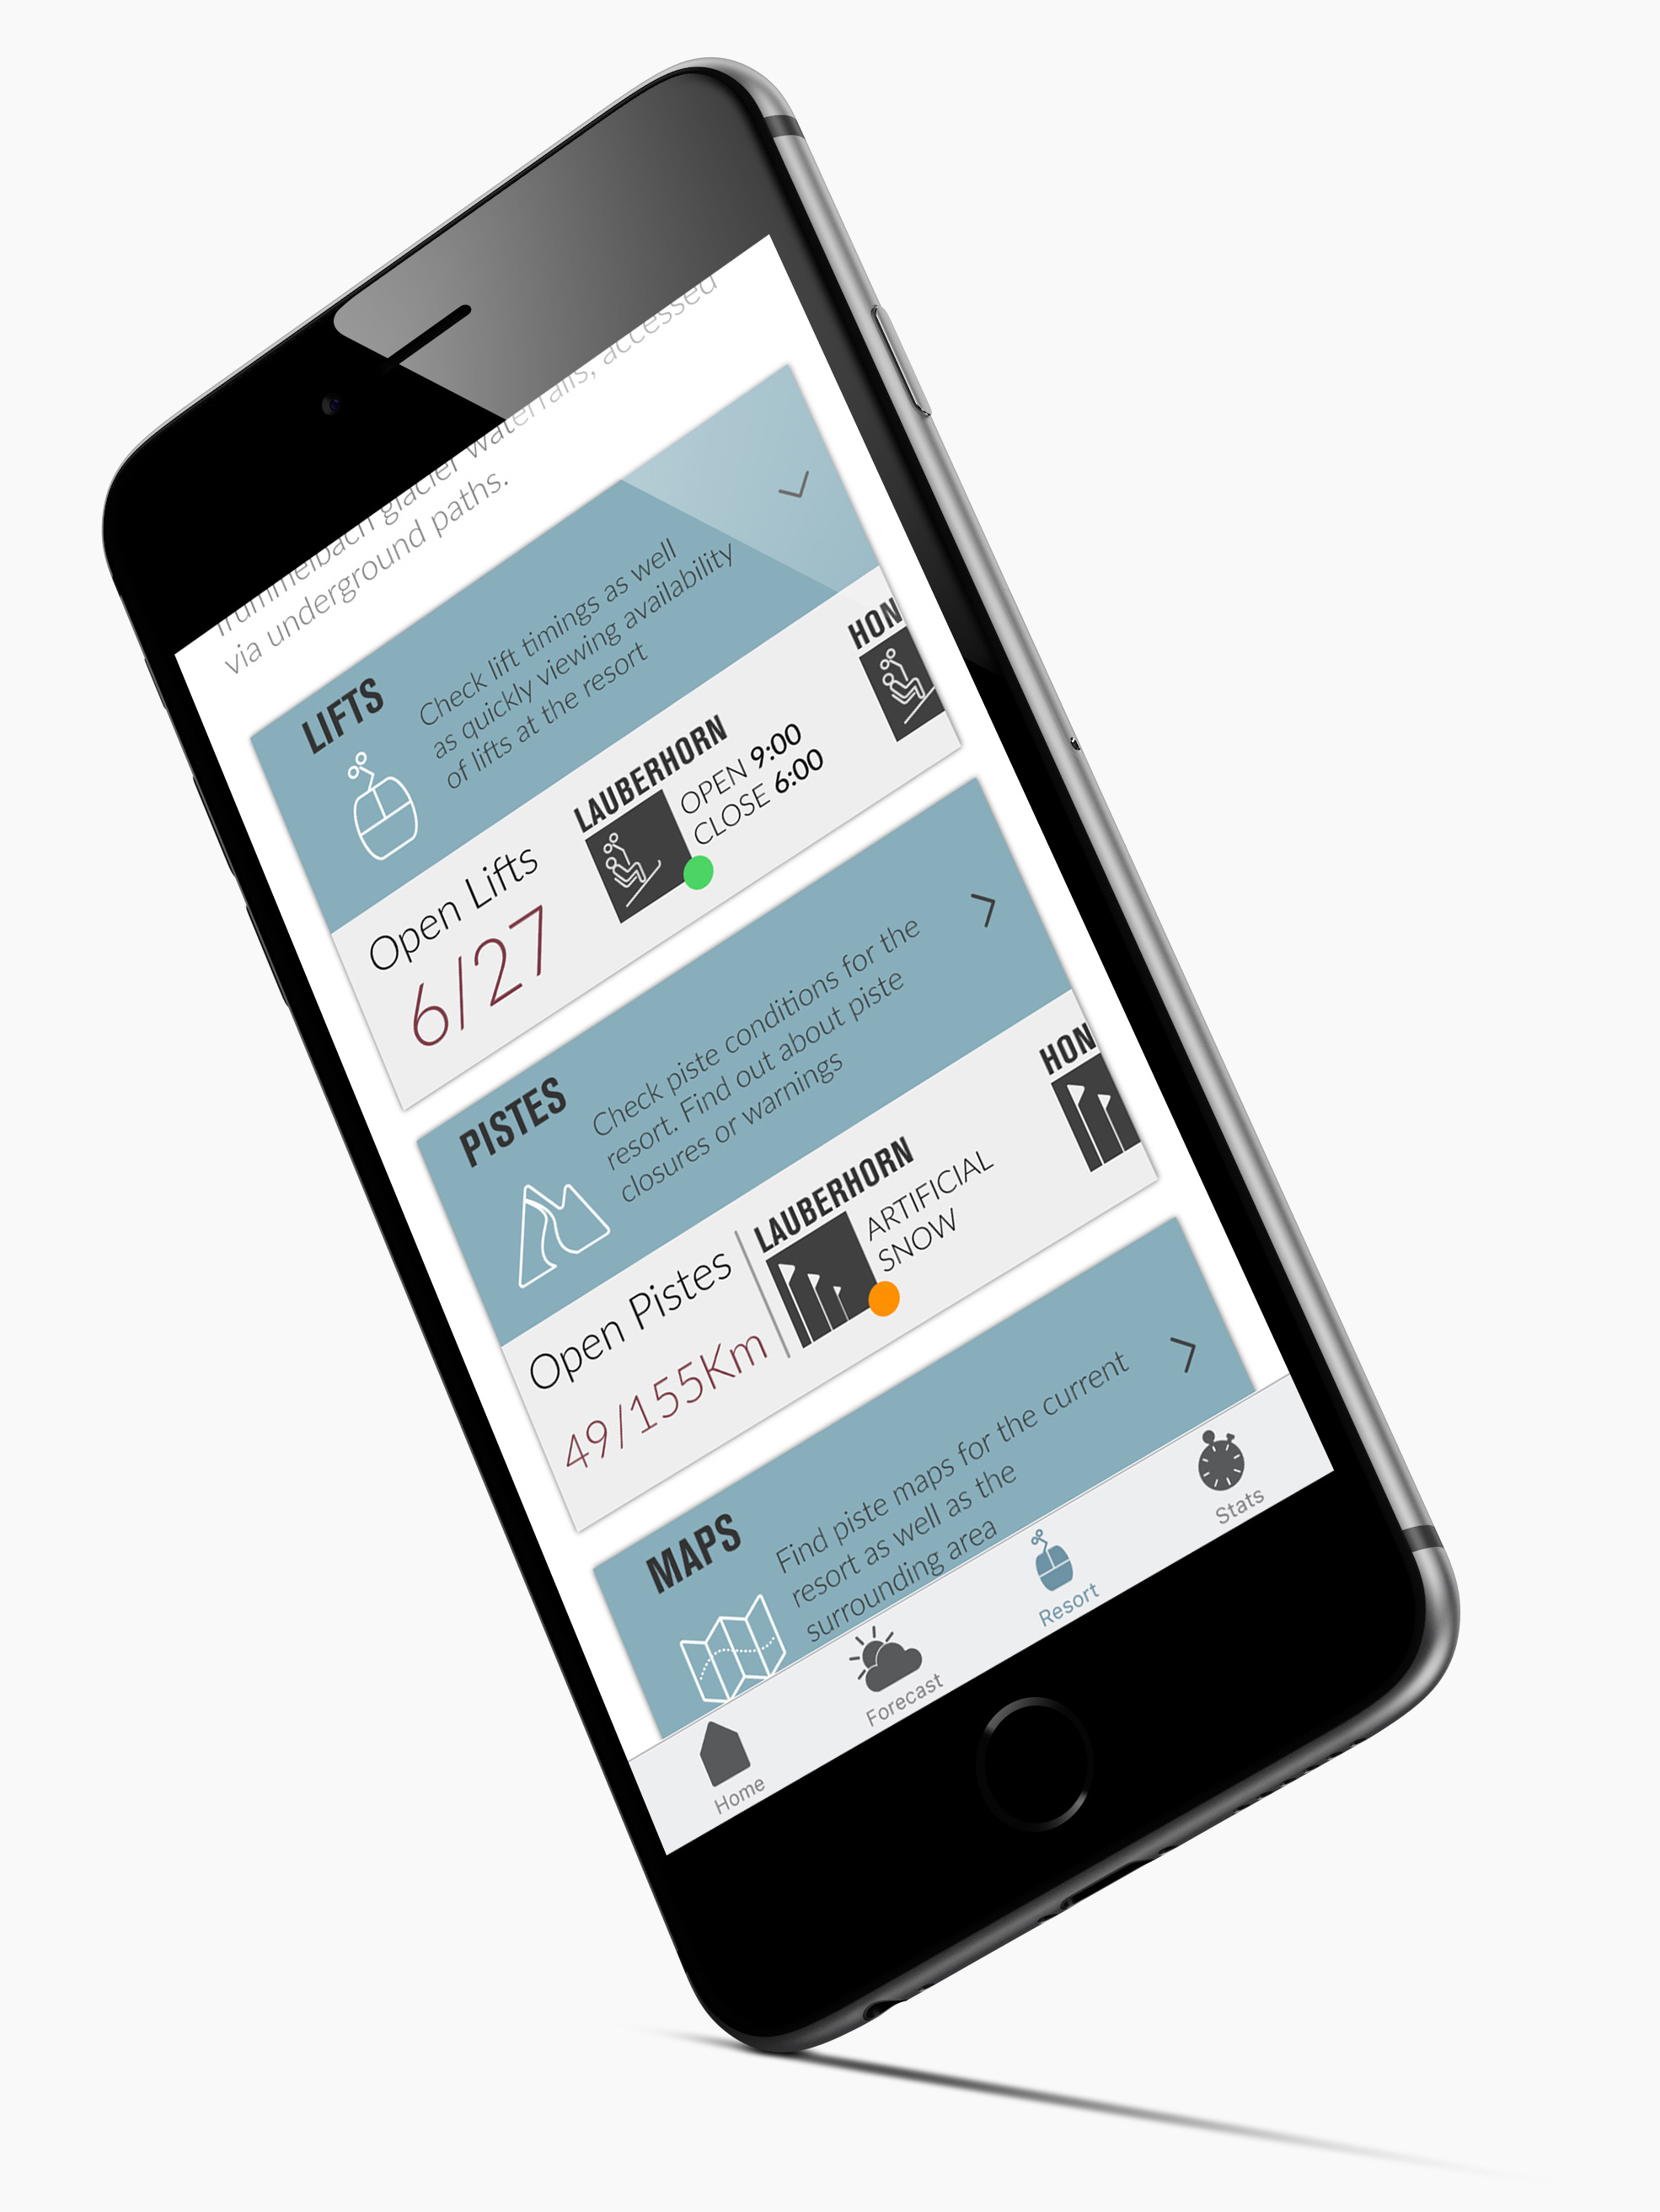 Trummelbach glacier waterfalls, accessed
via underground paths.
LIFTS
Check lift timings as well
as quickly viewing availability
of lifts at the resort
Open Lifts
6/27
LAUBERHORN
OPEN 9:00
CLOSE 6:00
HON
PISTES
Check piste conditions for the
resort. Find out about piste
closures or warnings
Open Pistes
49/155Km
LAUBERHORN
ARTIFICIAL
SNOW
HON
MAPS
Find piste maps for the current
resort as well as the
surrounding area
Home
Forecast
Resort
Stats